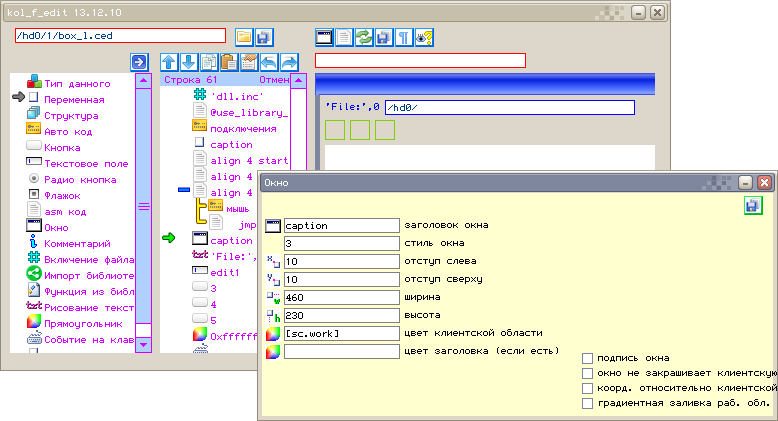 kol_f_edit 13.12.10
/hd0/1/box_1.ced
Тип данного
Переменная
Структура
Авто код
Кнопка
Текстовое поле
Радио кнопка
Флажок
asm код
Окно
Комментарий
Включение файла
Импорт библиоте
Функция из библ
Рисование текст
Прямоугольник
Событие на клав
Строка 61 Отмен
'dll.inc'
@use_library_
подключения
caption
align 4 start
align 4
align 4
мышь
jmp
caption
'File:',
edit1
3
4
5
0xffffff
'File:',0 /hd0/
Окно
caption заголовок окна
3 стиль окна
10 отступ слева
10 отступ сверху
460 ширина
230 высота
[sc.work] цвет клиентской области
цвет заголовка (если есть)
подпись окна
окно не закрашивает клиентскую
коорд. относительно клиентской
градиентная заливка раб. обл.